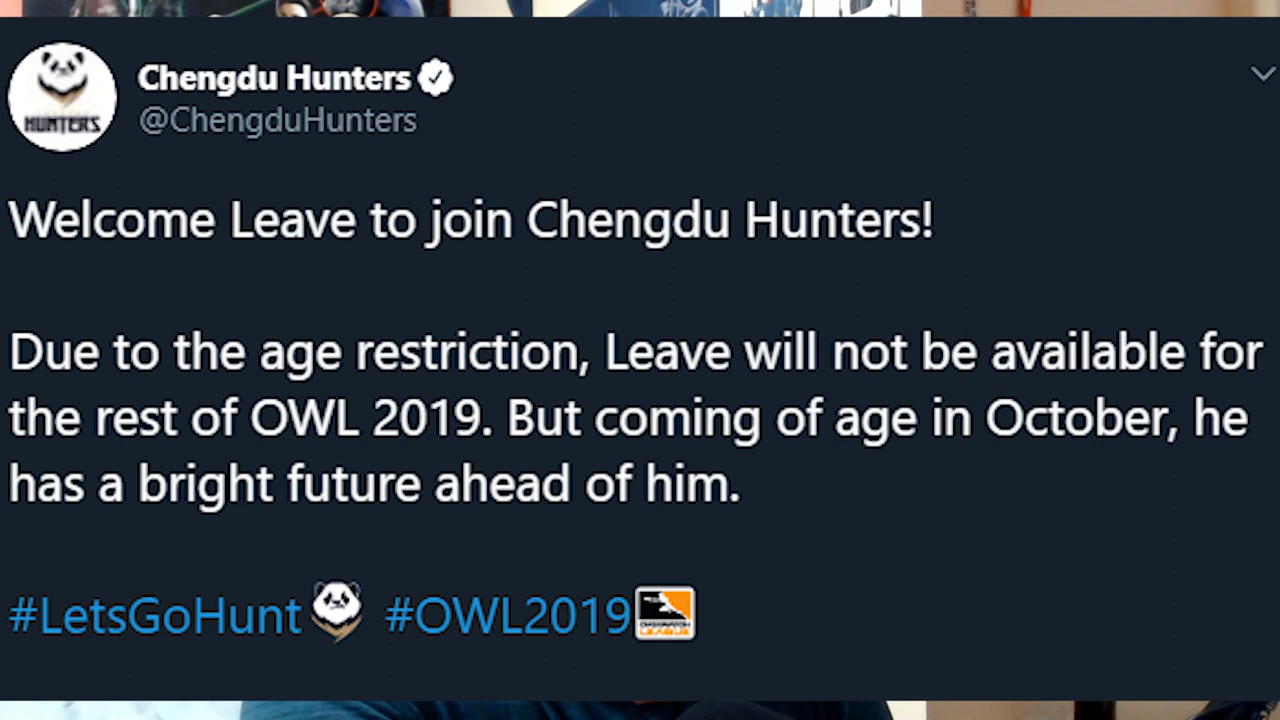 HUNTERS
Chengdu Hunters
@ChengduHunters
Welcome Leave to join Chengdu Hunters!
Due to the age restriction, Leave will not be available for
the rest of OWL 2019. But coming of age in October, he
has a bright future ahead of him.
#LetsGoHunt #OWL2019
OVERWATCH
LEAGUE